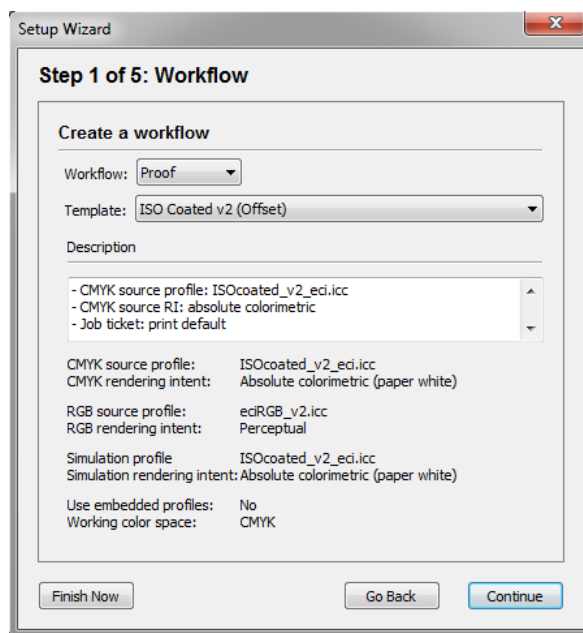 Setup Wizard
Step 1 of 5: Workflow
Create a workflow
Workflow: Proof
Template: ISO Coated v2 (Offset)
Description
- CMYK source profile: ISOcoated_v2_eci.icc
- CMYK source RI: absolute colorimetric
- Job ticket: print default
CMYK source profile: ISOcoated_v2_eci.icc
CMYK rendering intent: Absolute colorimetric (paper white)
RGB source profile: eciRGB_v2.icc
RGB rendering intent: Perceptual
Simulation profile ISOcoated_v2_eci.icc
Simulation rendering intent: Absolute colorimetric (paper white)
Use embedded profiles: No
Working color space: CMYK
Finish Now Go Back Continue